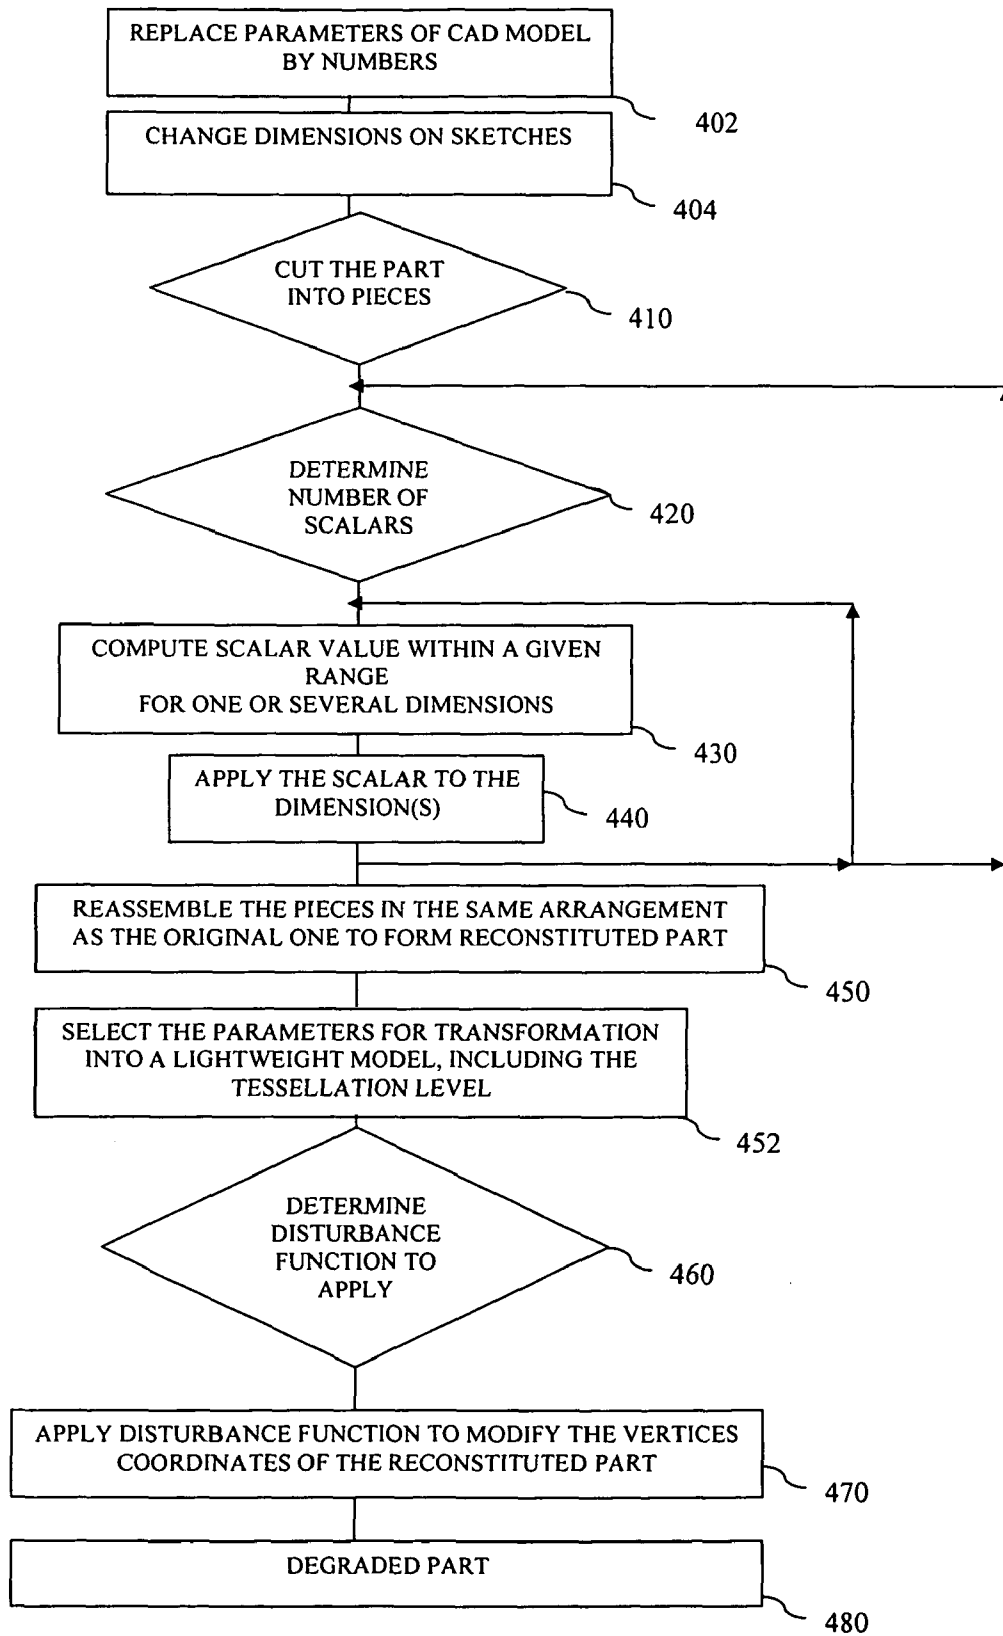 REPLACE PARAMETERS OF CAD MODEL
BY NUMBERS
402
CHANGE DIMENSIONS ON SKETCHES
404
CUT THE PART
INTO PIECES
410
DETERMINE
NUMBER OF
SCALARS
420
COMPUTE SCALAR VALUE WITHIN A GIVEN
RANGE
FOR ONE OR SEVERAL DIMENSIONS
430
APPLY THE SCALAR TO THE
DIMENSION(S)
440
REASSEMBLE THE PIECES IN THE SAME ARRANGEMENT
AS THE ORIGINAL ONE TO FORM RECONSTITUTED PART
450
SELECT THE PARAMETERS FOR TRANSFORMATION
INTO A LIGHTWEIGHT MODEL, INCLUDING THE
TESSELLATION LEVEL
452
DETERMINE
DISTURBANCE
FUNCTION TO
APPLY
460
APPLY DISTURBANCE FUNCTION TO MODIFY THE VERTICES
COORDINATES OF THE RECONSTITUTED PART
470
DEGRADED PART
480